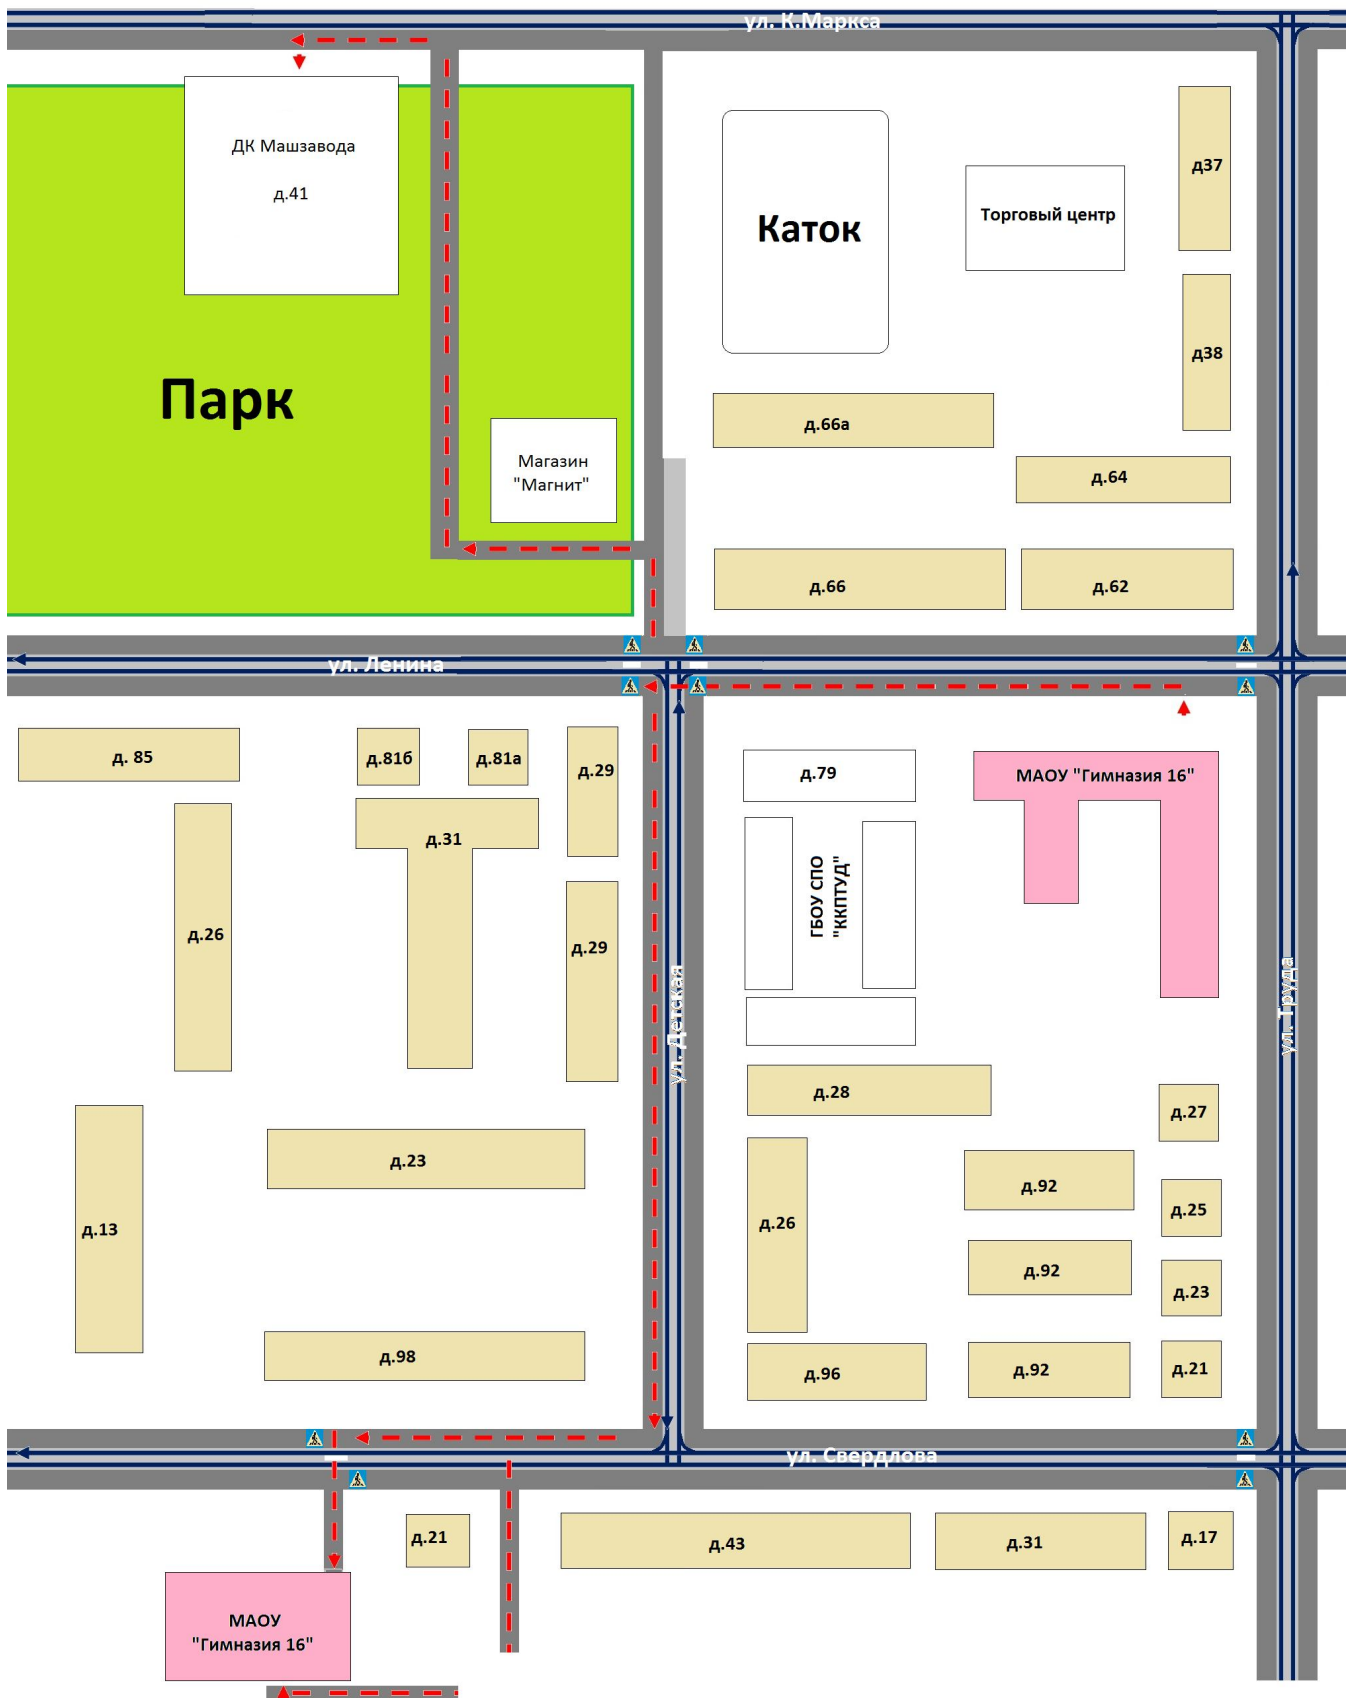 ул. К.Маркса
ДК Машзавода
д.41
Каток
Торговый центр
д37
д38
Парк
Магазин
"Магнит"
д.66а
д.64
д.66
д.62
ул. Ленина
д. 85
д.81б
д.81а
д.29
д.79
МАОУ "Гимназия 16"
д.31
ГБОУ СПО
"ККПТУД"
д.26
д.29
ул. Детская
ул. Труда
д.28
д.27
д.23
д.92
д.25
д.13
д.26
д.92
д.23
д.98
д.96
д.92
д.21
ул. Свердлова
д.21
д.43
д.31
д.17
МАОУ
"Гимназия 16"